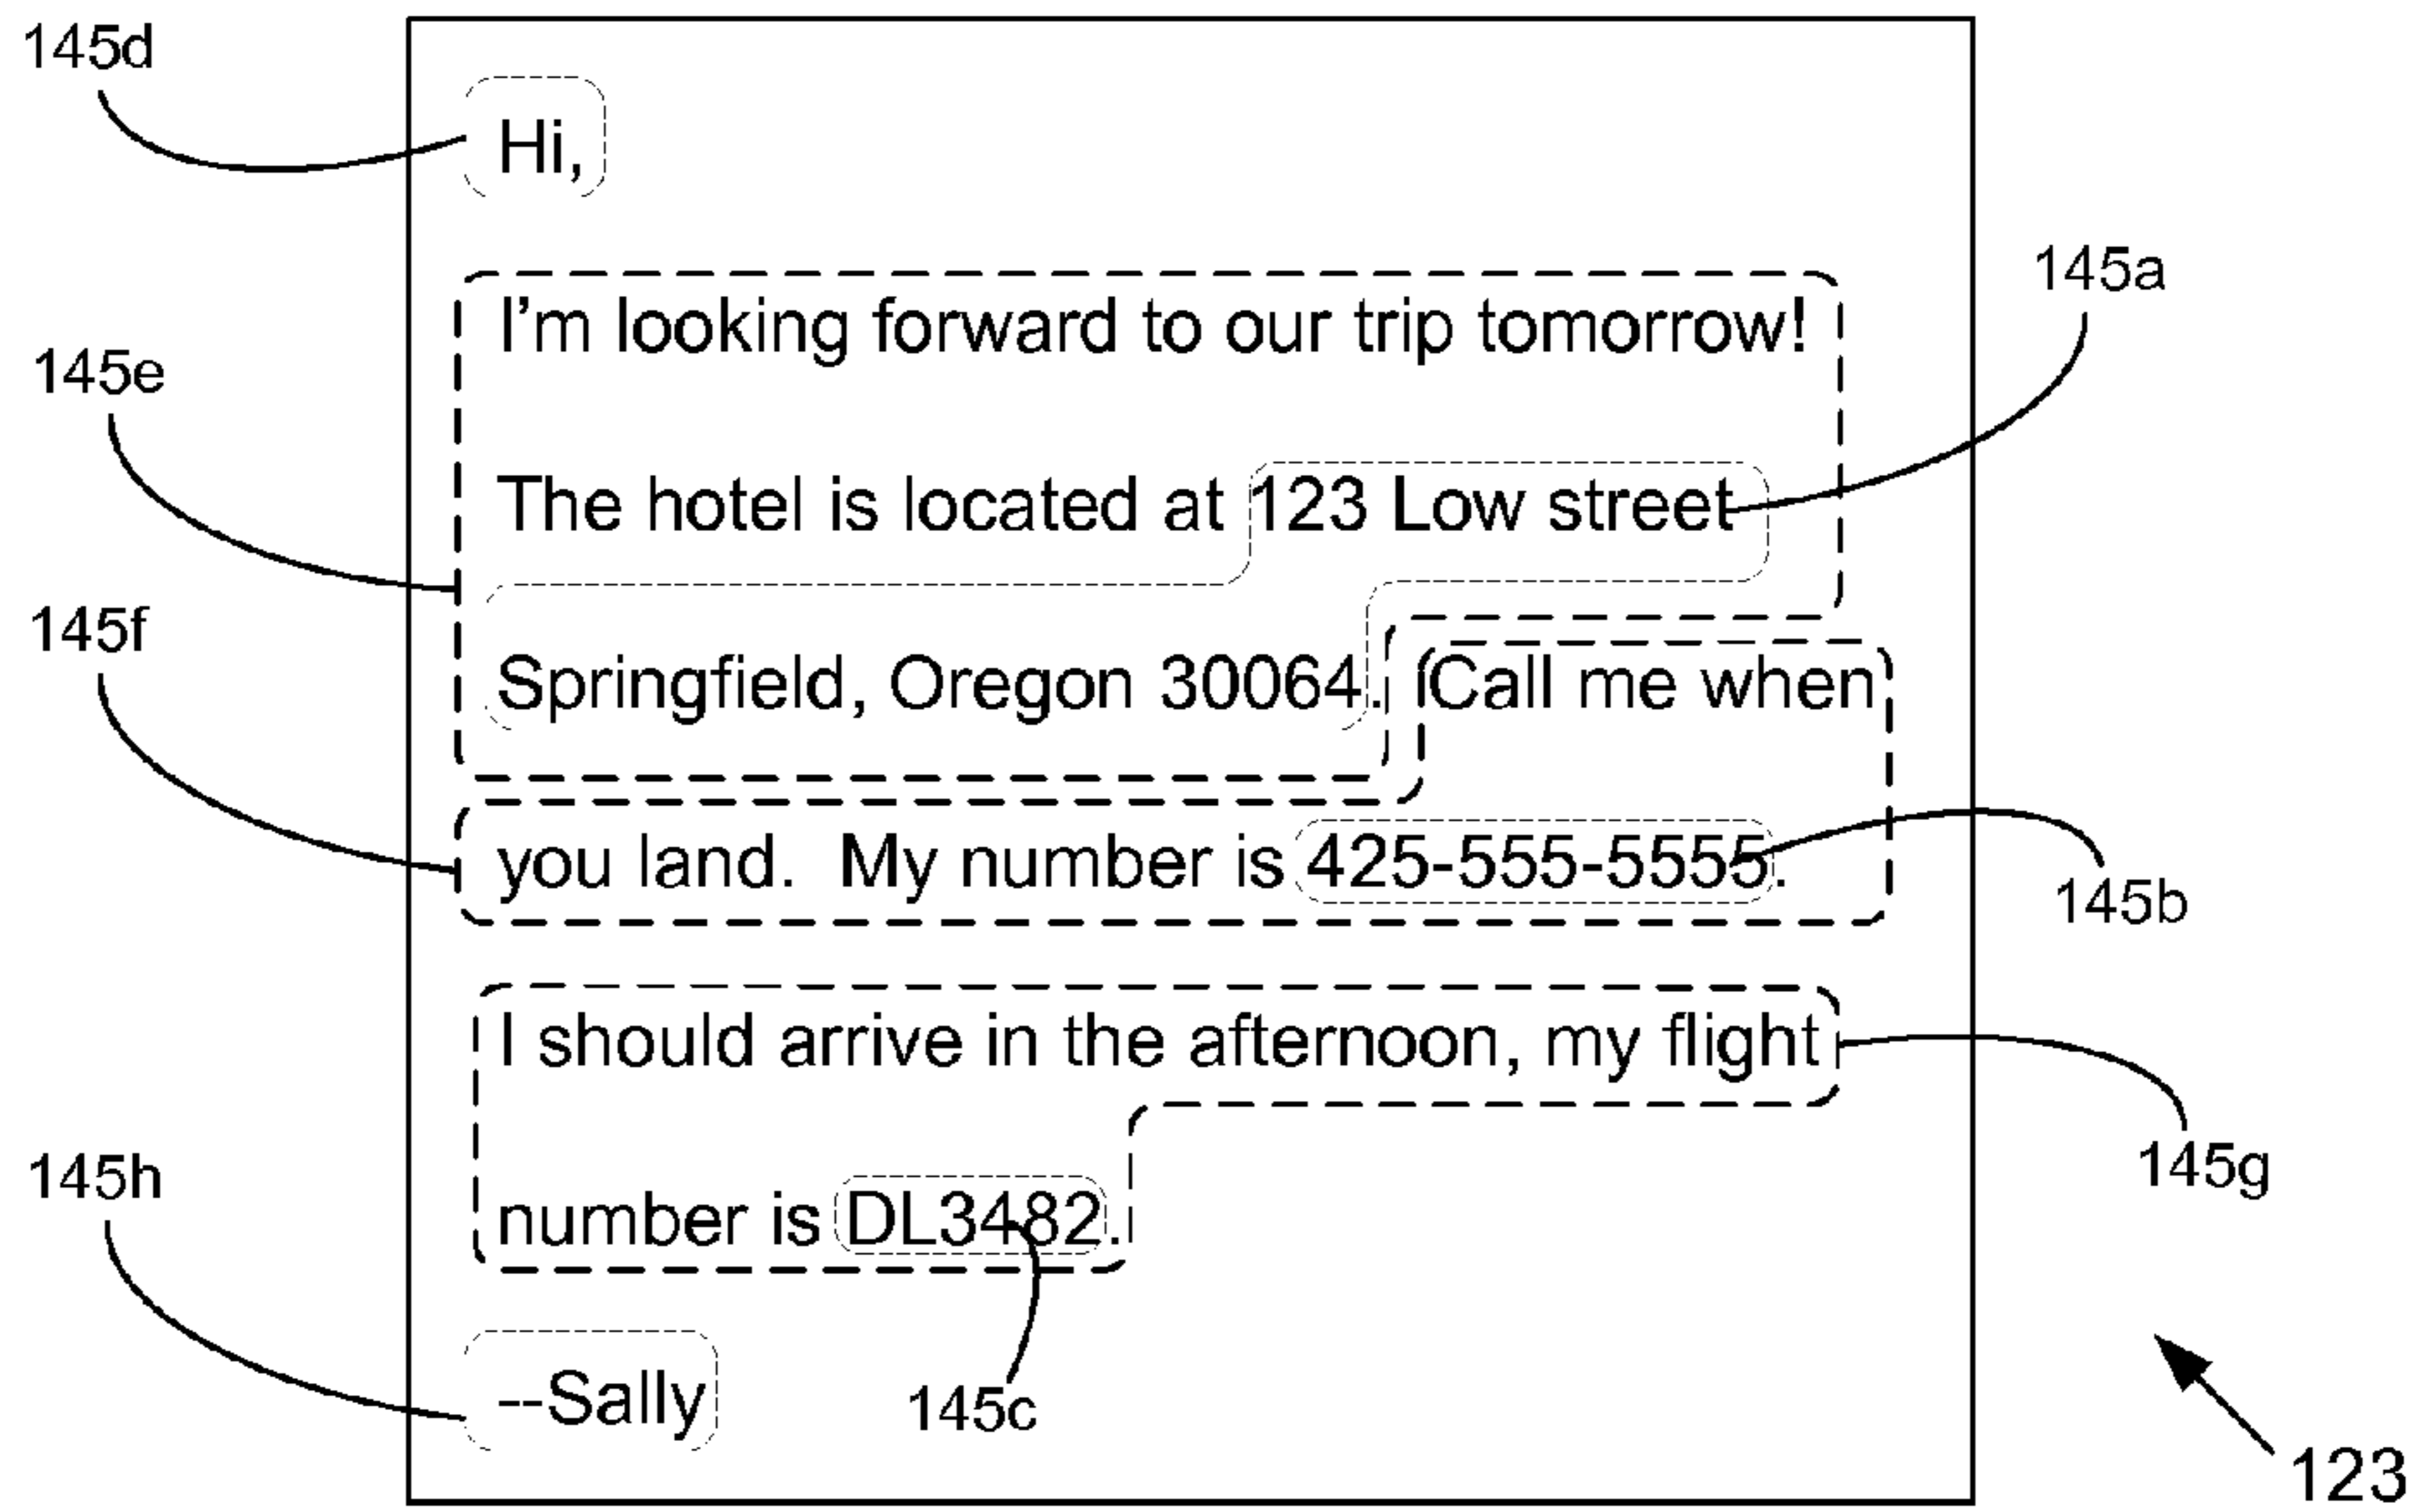 145d
Hi,
145a
I'm looking forward to our trip tomorrow!
145e
The hotel is located at 123 Low street
145f
Springfield, Oregon 30064. Call me when
you land. My number is 425-555-5555.
145b
I should arrive in the afternoon, my flight
145g
145h
number is DL3482.
--Sally
145c
123